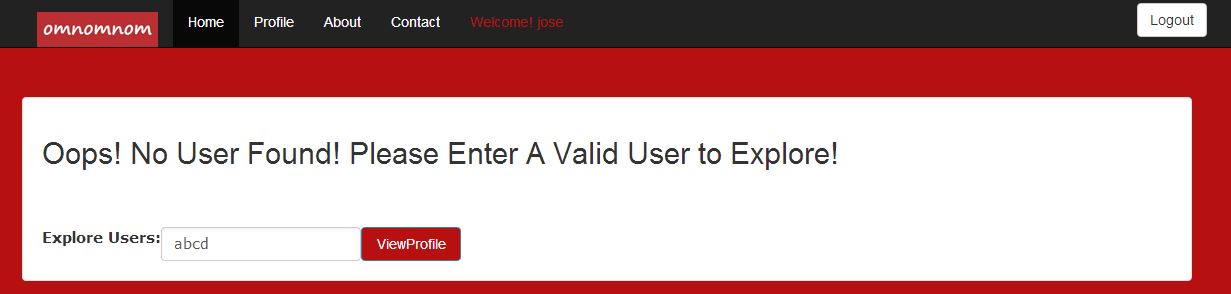 omnomnom Home Profile About Contact Welcome! jose Logout
Oops! No User Found! Please Enter A Valid User to Explore!
Explore Users: abcd ViewProfile